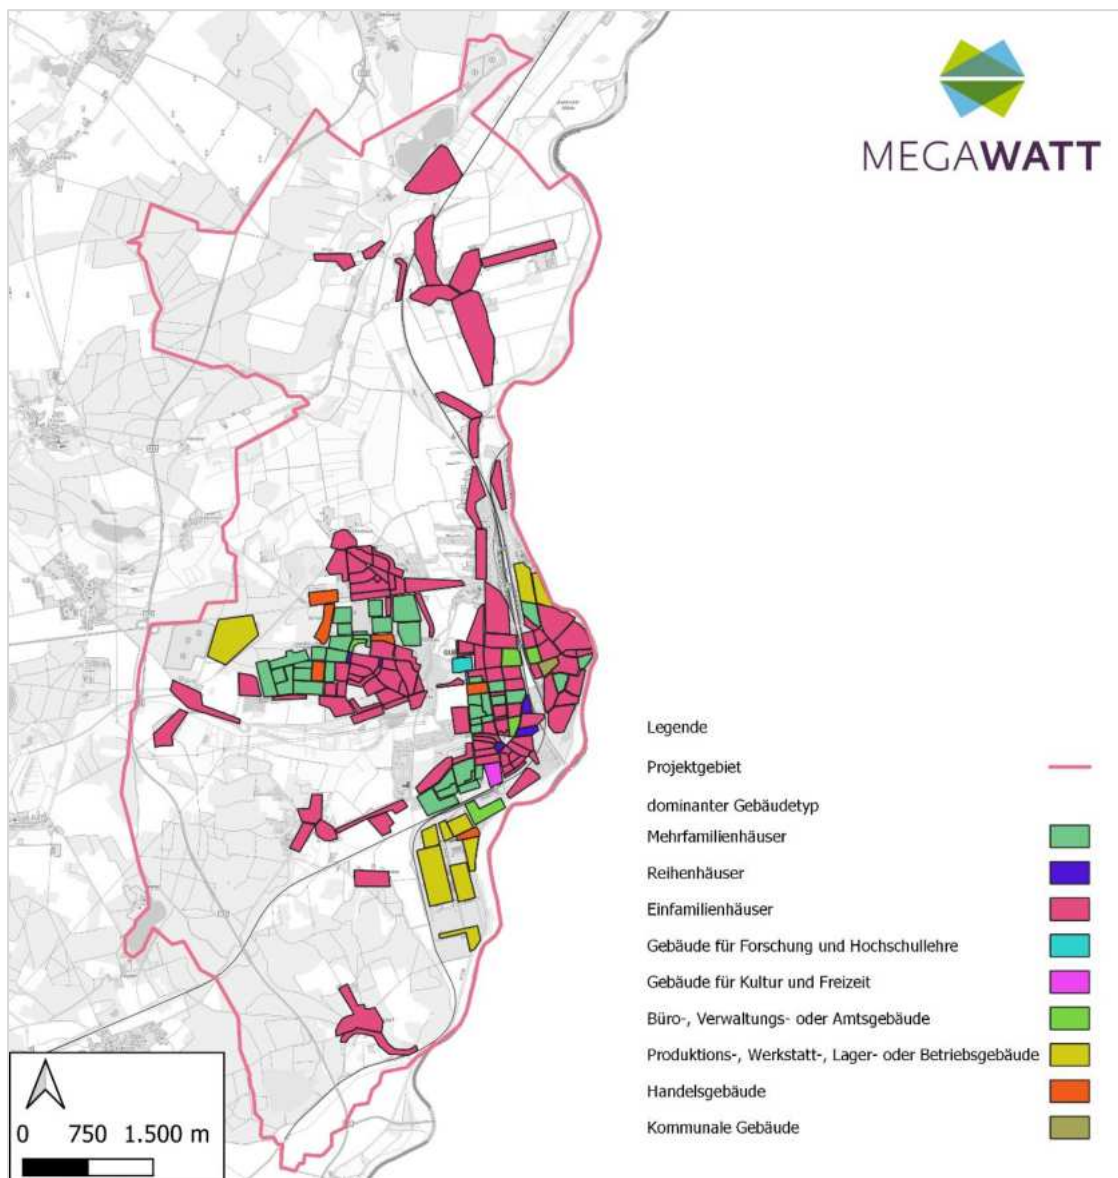 MEGAWATT
Legende
Projektgebiet
dominanter Gebäudetyp
Mehrfamilienhäuser
Reihenhäuser
Einfamilienhäuser
Gebäude für Forschung und Hochschullehre
Gebäude für Kultur und Freizeit
Büro-, Verwaltungs- oder Amtsgebäude
Produktions-, Werkstatt-, Lager- oder Betriebsgebäude
Handelsgebäude
Kommunale Gebäude
0 750 1.500 m